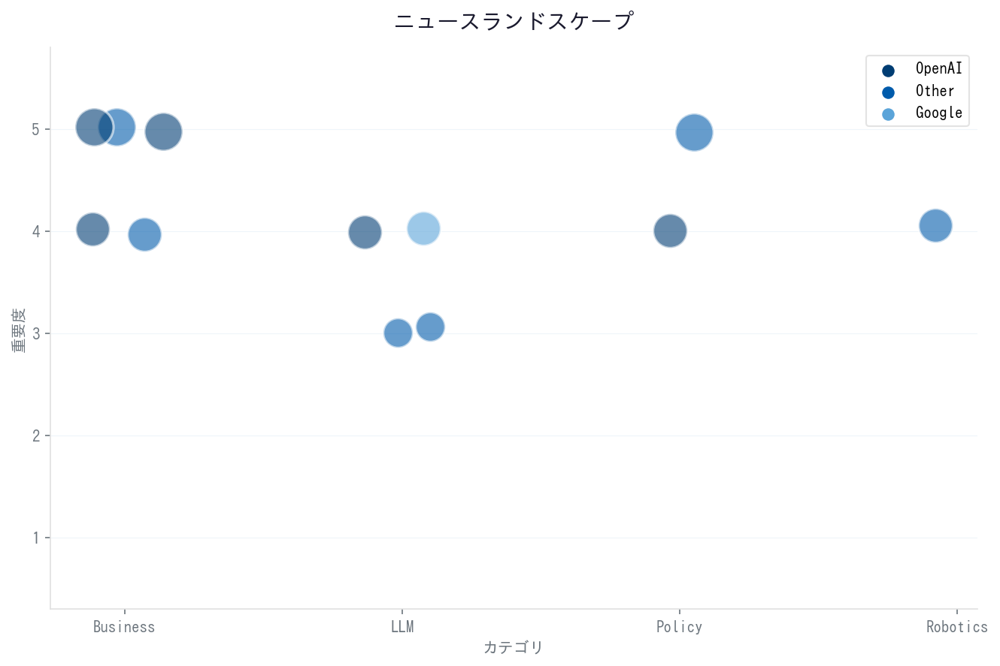 ニュースランドスケープ
OpenAI
Other
Google
5
4
3
2
1
重要度
Business
LLM
Policy
Robotics
カテゴリ